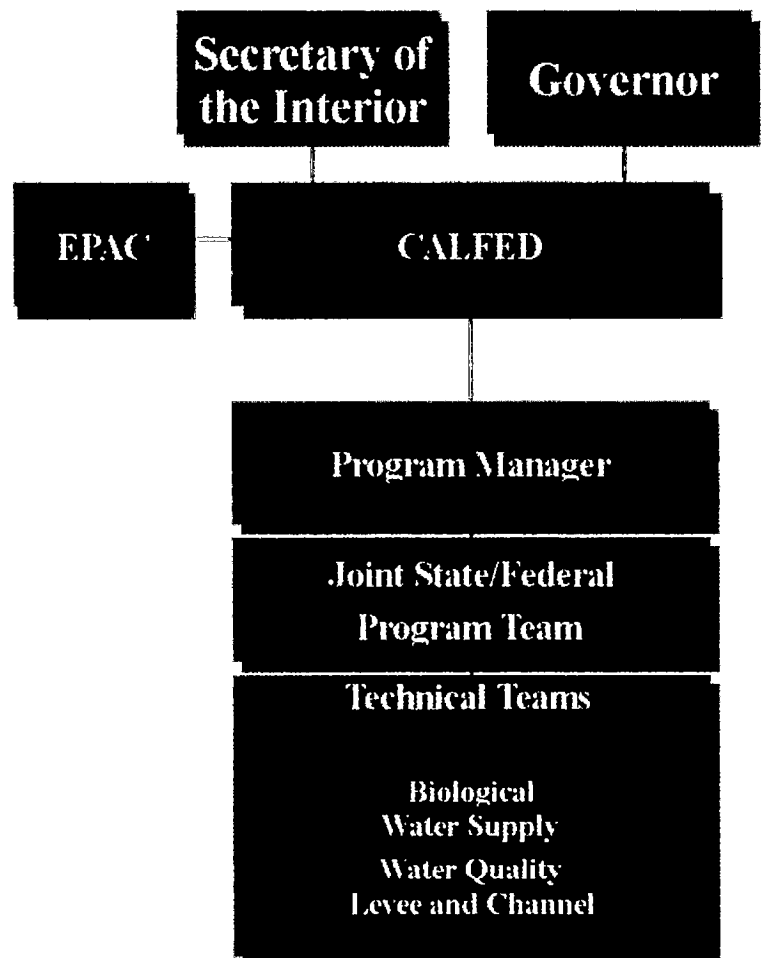 Secretary of
the Interior
Governor
EPAC
CALFED
Program Manager
Joint State/Federal
Program Team
Technical Teams
Biological
Water Supply
Water Quality
Levee and Channel